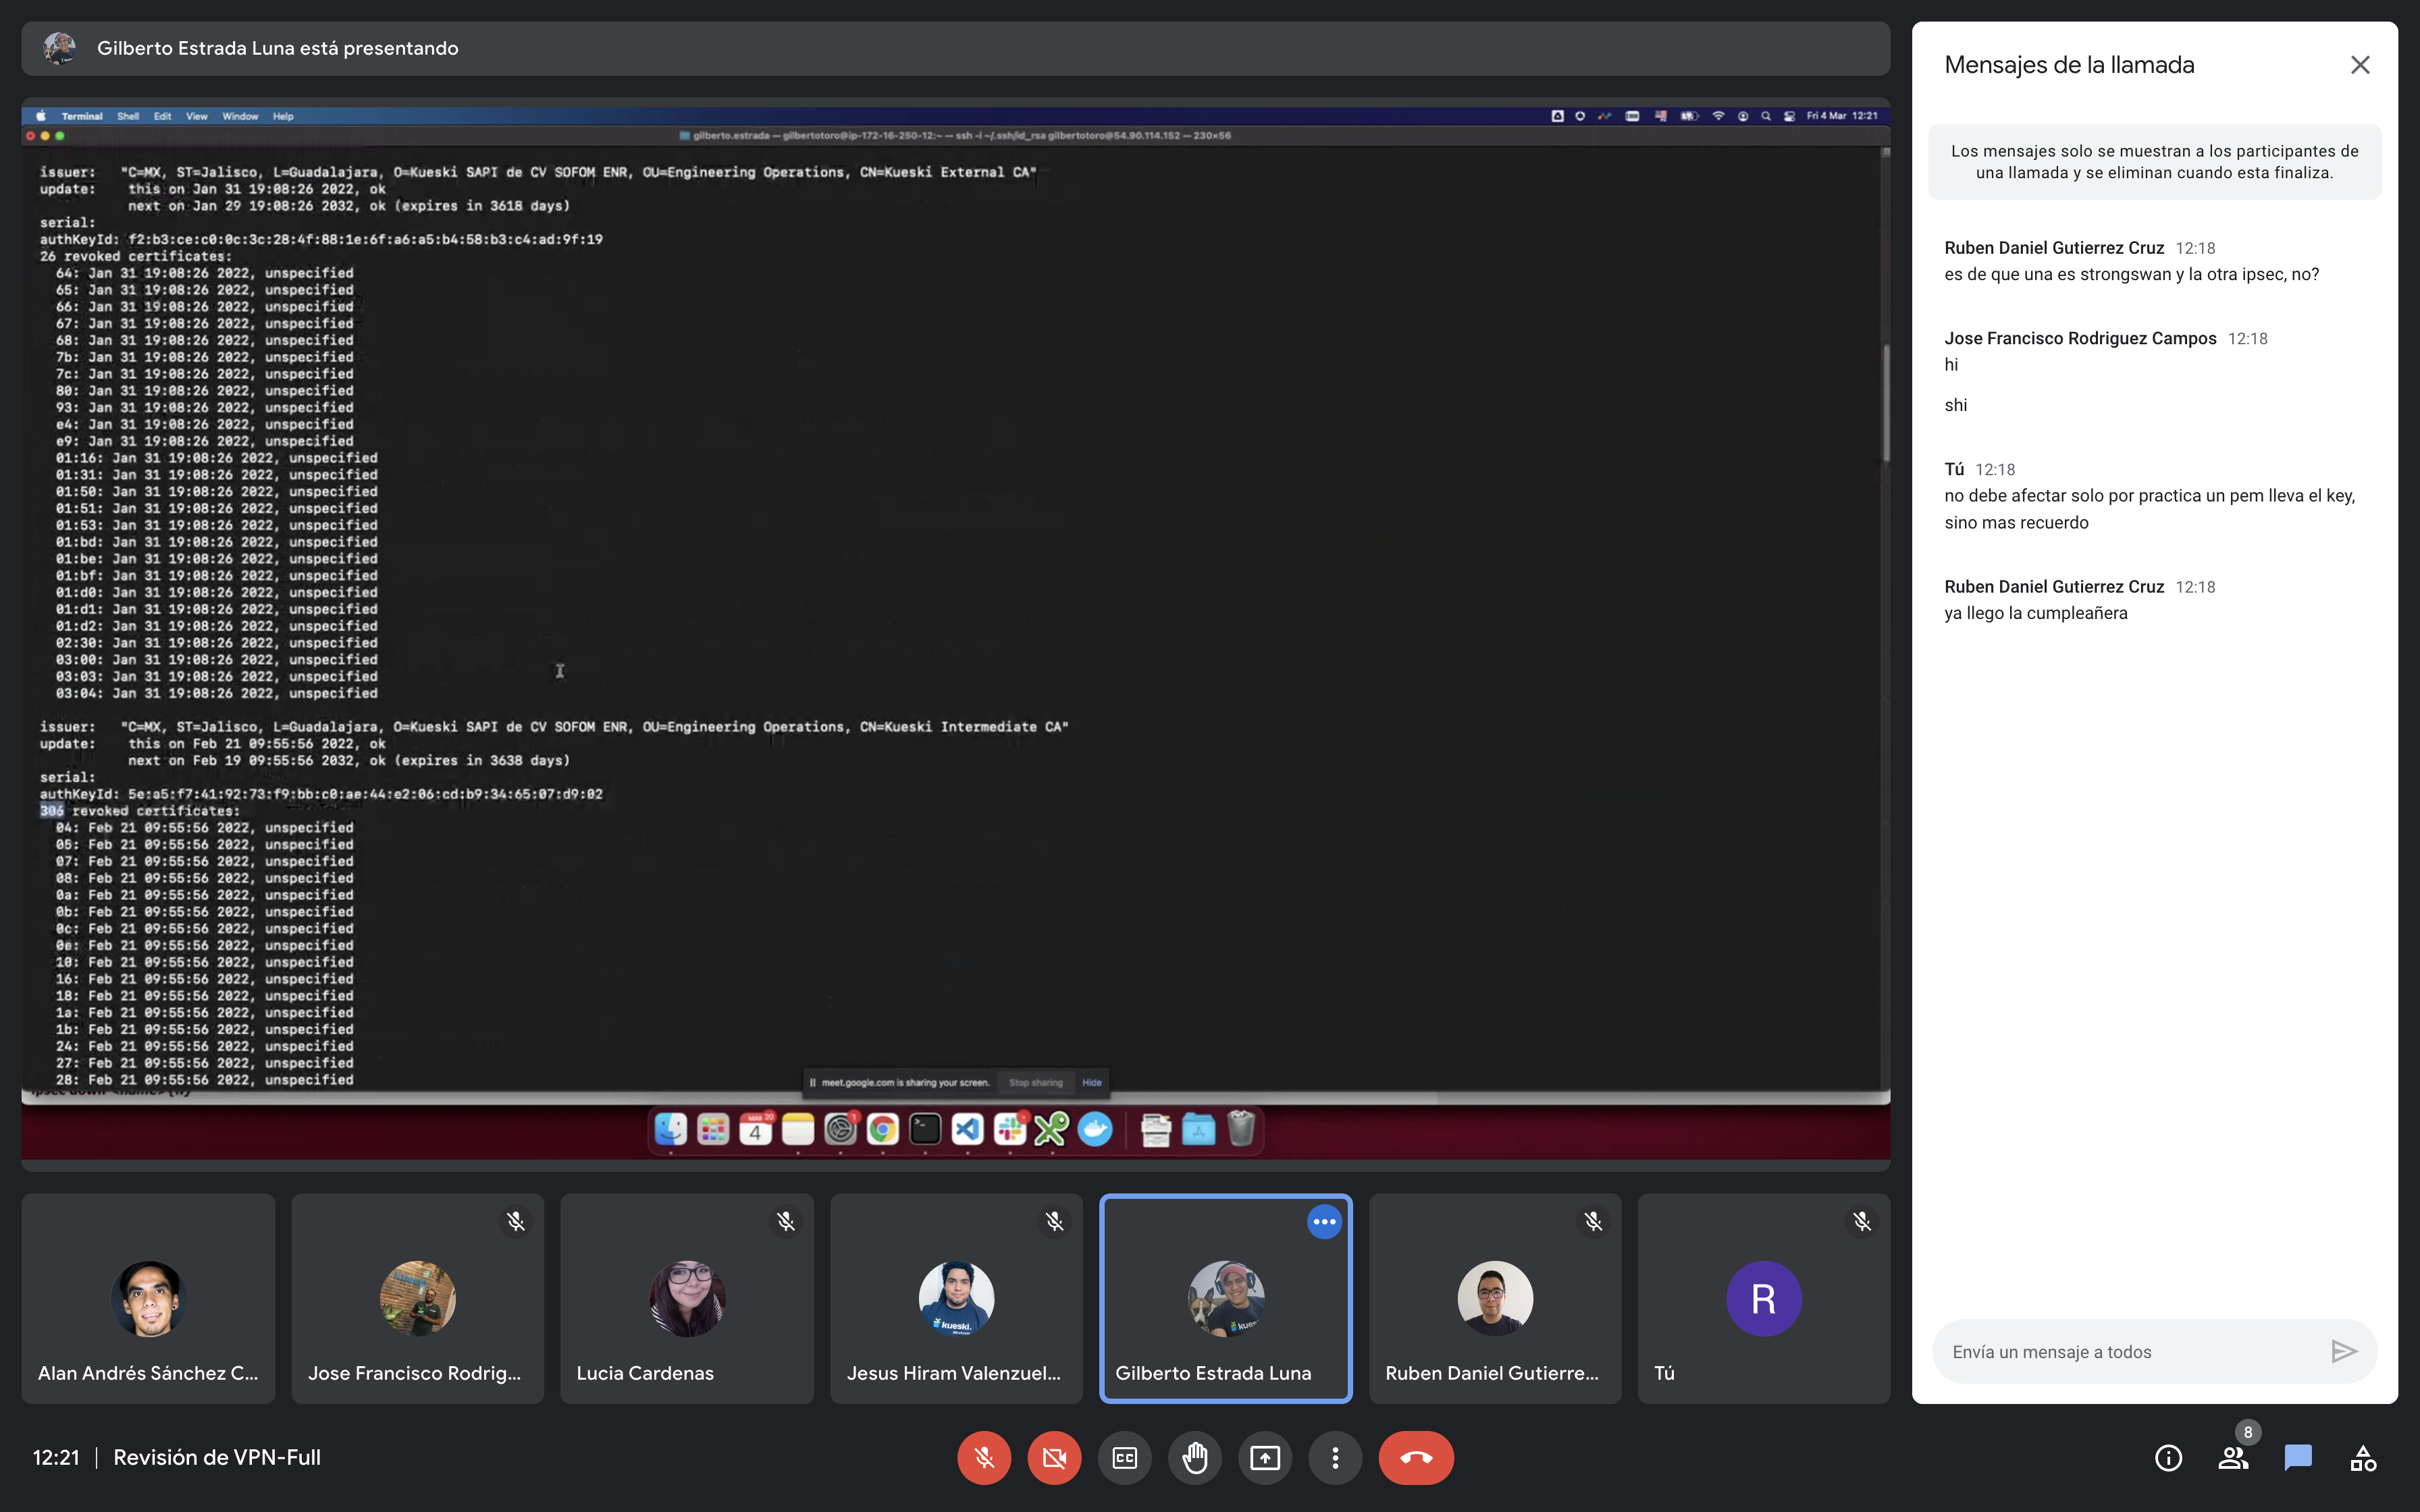 Gilberto Estrada Luna está presentando
Terminal Shell Edit View Window Help
Fri 4 Mar 12:21
gilberto.estrada — gilbertotoro@ip-172-16-250-12:~ — ssh -i ~/.ssh/id_rsa gilbertotoro@54.90.114.152 — 230×56
issuer: "C=MX, ST=Jalisco, L=Guadalajara, O=Kueski SAPI de CV SOFOM ENR, OU=Engineering Operations, CN=Kueski External CA"
update: this on Jan 31 19:08:26 2022, ok
next on Jan 29 19:08:26 2032, ok (expires in 3618 days)
serial:
authKeyId: f2:b3:ce:c0:0c:3c:28:4f:88:1e:6f:a6:a5:b4:58:b3:c4:ad:9f:19
26 revoked certificates:
64: Jan 31 19:08:26 2022, unspecified
65: Jan 31 19:08:26 2022, unspecified
66: Jan 31 19:08:26 2022, unspecified
67: Jan 31 19:08:26 2022, unspecified
68: Jan 31 19:08:26 2022, unspecified
7b: Jan 31 19:08:26 2022, unspecified
7c: Jan 31 19:08:26 2022, unspecified
80: Jan 31 19:08:26 2022, unspecified
93: Jan 31 19:08:26 2022, unspecified
e4: Jan 31 19:08:26 2022, unspecified
e9: Jan 31 19:08:26 2022, unspecified
01:16: Jan 31 19:08:26 2022, unspecified
01:31: Jan 31 19:08:26 2022, unspecified
01:50: Jan 31 19:08:26 2022, unspecified
01:51: Jan 31 19:08:26 2022, unspecified
01:53: Jan 31 19:08:26 2022, unspecified
01:bd: Jan 31 19:08:26 2022, unspecified
01:be: Jan 31 19:08:26 2022, unspecified
01:bf: Jan 31 19:08:26 2022, unspecified
01:d0: Jan 31 19:08:26 2022, unspecified
01:d1: Jan 31 19:08:26 2022, unspecified
01:d2: Jan 31 19:08:26 2022, unspecified
02:30: Jan 31 19:08:26 2022, unspecified
03:00: Jan 31 19:08:26 2022, unspecified
03:03: Jan 31 19:08:26 2022, unspecified
03:04: Jan 31 19:08:26 2022, unspecified
issuer: "C=MX, ST=Jalisco, L=Guadalajara, O=Kueski SAPI de CV SOFOM ENR, OU=Engineering Operations, CN=Kueski Intermediate CA"
update: this on Feb 21 09:55:56 2022, ok
next on Feb 19 09:55:56 2032, ok (expires in 3638 days)
serial:
authKeyId: 5e:a5:f7:41:92:73:f9:bb:c0:ae:44:e2:06:cd:b9:34:65:07:d9:02
306 revoked certificates:
04: Feb 21 09:55:56 2022, unspecified
05: Feb 21 09:55:56 2022, unspecified
07: Feb 21 09:55:56 2022, unspecified
08: Feb 21 09:55:56 2022, unspecified
0a: Feb 21 09:55:56 2022, unspecified
0b: Feb 21 09:55:56 2022, unspecified
0c: Feb 21 09:55:56 2022, unspecified
0e: Feb 21 09:55:56 2022, unspecified
10: Feb 21 09:55:56 2022, unspecified
16: Feb 21 09:55:56 2022, unspecified
18: Feb 21 09:55:56 2022, unspecified
1a: Feb 21 09:55:56 2022, unspecified
1b: Feb 21 09:55:56 2022, unspecified
24: Feb 21 09:55:56 2022, unspecified
27: Feb 21 09:55:56 2022, unspecified
28: Feb 21 09:55:56 2022, unspecified
meet.google.com is sharing your screen. Stop sharing Hide
4
Alan Andrés Sánchez C...
Jose Francisco Rodrig...
Lucia Cardenas
kueski.
Jesus Hiram Valenzuel...
Gilberto Estrada Luna
Ruben Daniel Gutierre...
R
Tú
12:21 | Revisión de VPN-Full
8
Mensajes de la llamada
Los mensajes solo se muestran a los participantes de
una llamada y se eliminan cuando esta finaliza.
Ruben Daniel Gutierrez Cruz 12:18
es de que una es strongswan y la otra ipsec, no?
Jose Francisco Rodriguez Campos 12:18
hi
shi
Tú 12:18
no debe afectar solo por practica un pem lleva el key,
sino mas recuerdo
Ruben Daniel Gutierrez Cruz 12:18
ya llego la cumpleañera
Envía un mensaje a todos